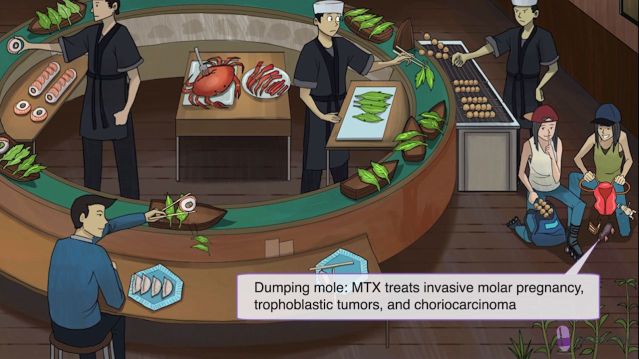 Dumping mole: MTX treats invasive molar pregnancy,
trophoblastic tumors, and choriocarcinoma